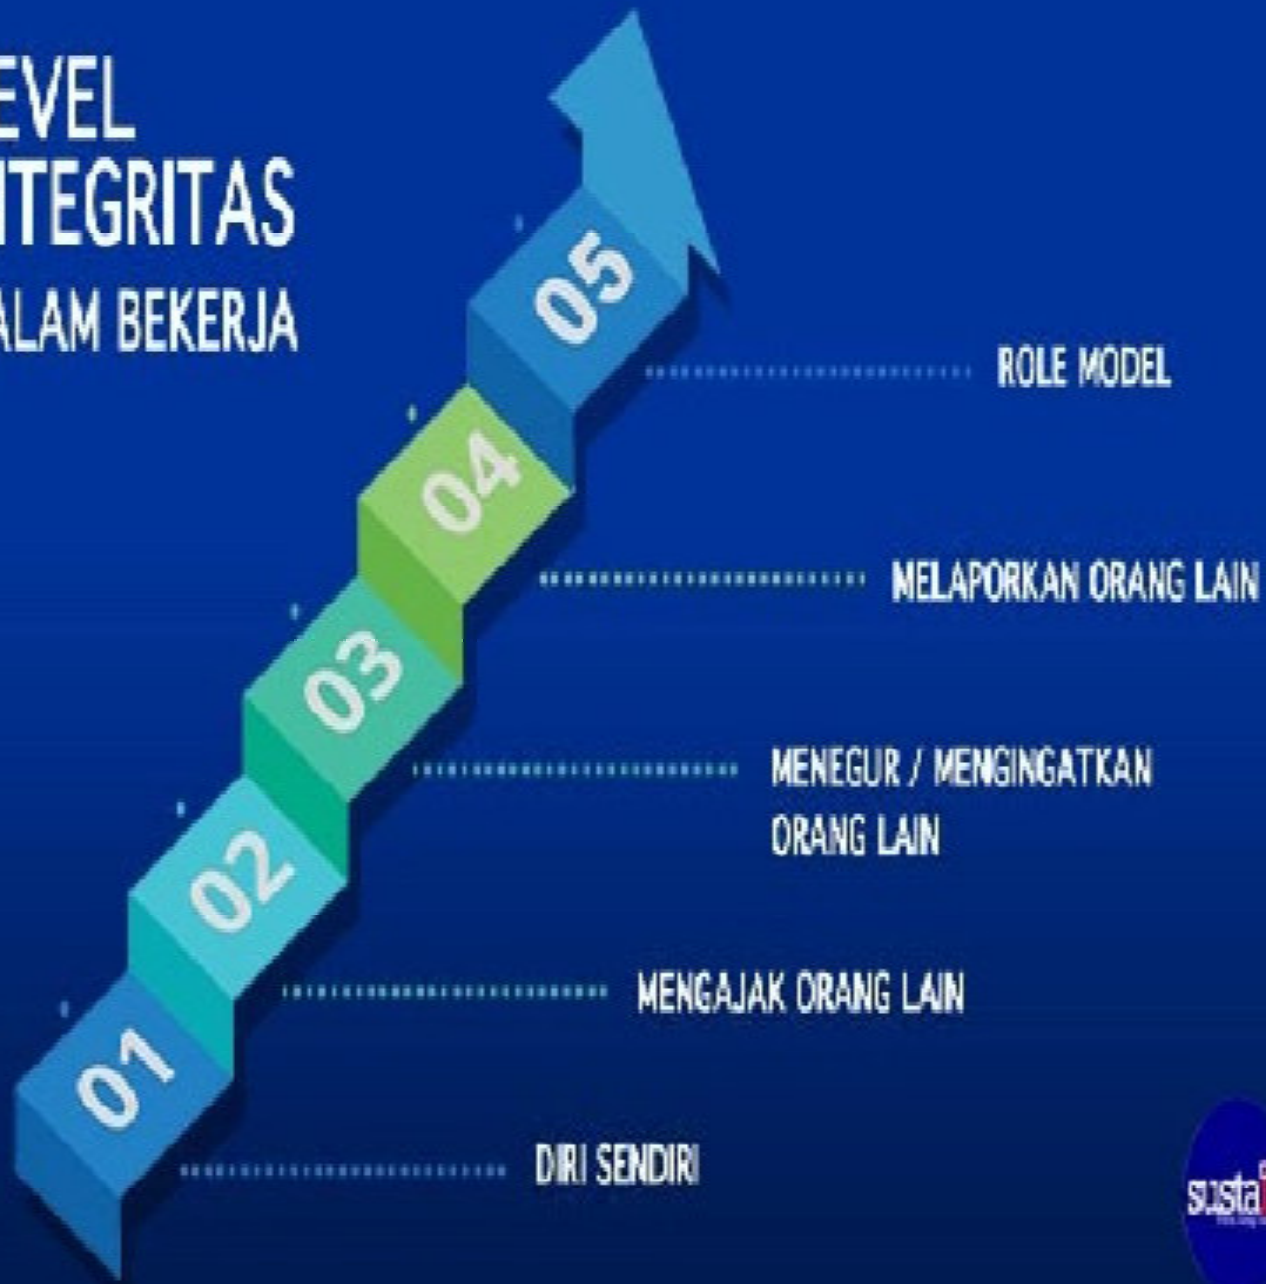 EVEL
NTEGRITAS
ALAM BEKERJA
05
ROLE MODEL
04
MELAPORKAN ORANG LAIN
03
MENEGUR / MENGINGATKAN
ORANG LAIN
02
MENGAJAK ORANG LAIN
01
DIRI SENDIRI
susta